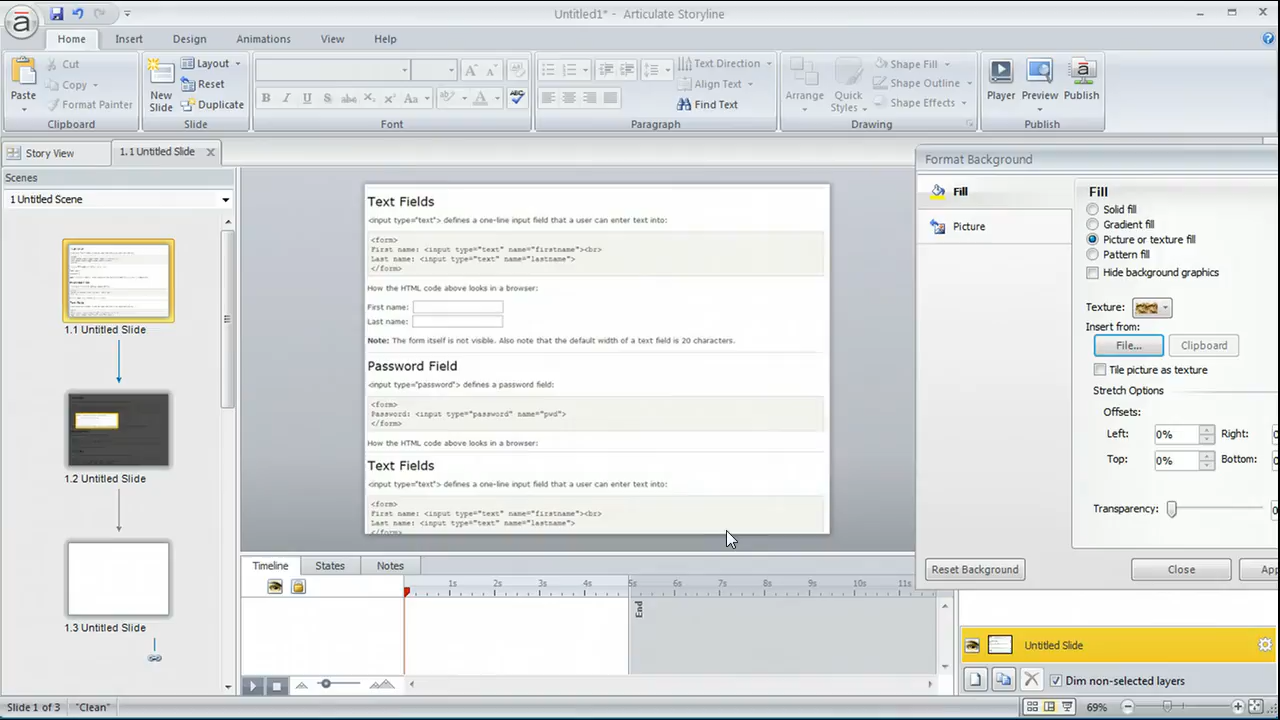 Untitled1* - Articulate Storyline
Home Insert Design Animations View Help
Paste
Cut
Copy
Format Painter
Clipboard
New Slide
Layout
Reset
Duplicate
Slide
B I U S abc X₂ X² Aa AV A ABC
Font
Text Direction
Align Text
Find Text
Paragraph
Arrange
Quick Styles
Shape Fill
Shape Outline
Shape Effects
Drawing
Player Preview Publish
Publish
Story View
1.1 Untitled Slide
Scenes
1 Untitled Scene
1.1 Untitled Slide
1.2 Untitled Slide
1.3 Untitled Slide
Text Fields
<input type="text"> defines a one-line input field that a user can enter text into:
<form>
First name: <input type="text" name="firstname"><br>
Last name: <input type="text" name="lastname">
</form>
How the HTML code above looks in a browser:
First name:
Last name:
Note: The form itself is not visible. Also note that the default width of a text field is 20 characters.
Password Field
<input type="password"> defines a password field:
<form>
Password: <input type="password" name="pwd">
</form>
How the HTML code above looks in a browser:
Text Fields
<input type="text"> defines a one-line input field that a user can enter text into:
<form>
First name: <input type="text" name="firstname"><br>
Last name: <input type="text" name="lastname">
</form>
Format Background
Fill
Picture
Fill
Solid fill
Gradient fill
Picture or texture fill
Pattern fill
Hide background graphics
Texture:
Insert from:
File... Clipboard
Tile picture as texture
Stretch Options
Offsets:
Left: 0% Right:
Top: 0% Bottom:
Transparency:
Reset Background Close App
Timeline States Notes
1s 2s 3s 4s 5s 6s 7s 8s 9s 10s 11s
End
Untitled Slide
Dim non-selected layers
Slide 1 of 3 "Clean" 69%